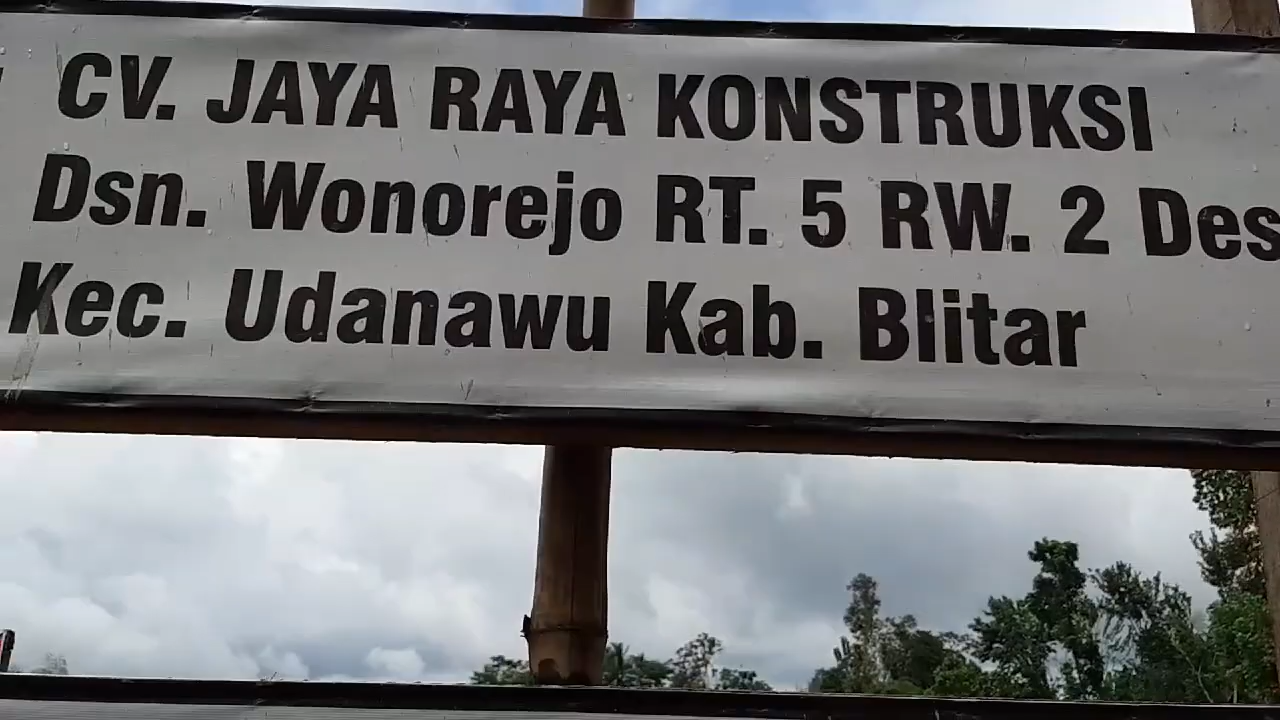 CV. JAYA RAYA KONSTRUKSI
Dsn. Wonorejo RT. 5 RW. 2 Des
Kec. Udanawu Kab. Blitar